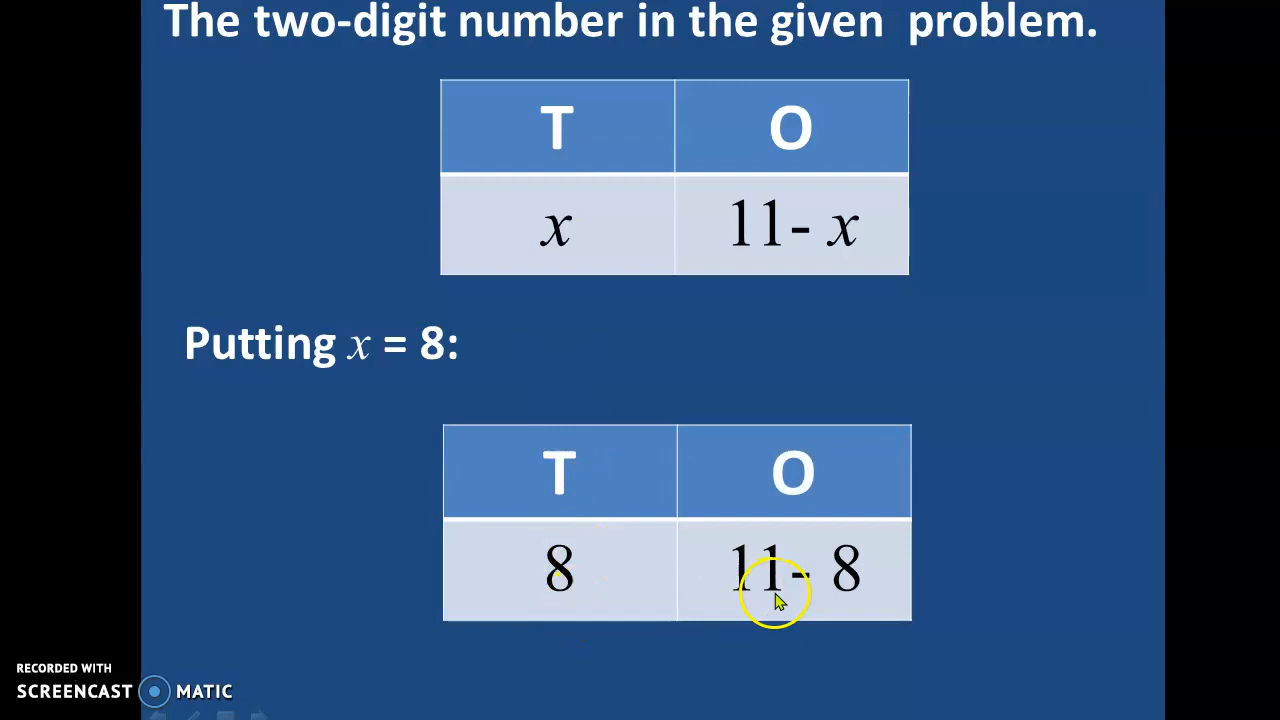 The two-digit number in the given problem.
T O
x 11- x
Putting x = 8:
T O
8 11- 8
RECORDED WITH
SCREENCAST MATIC